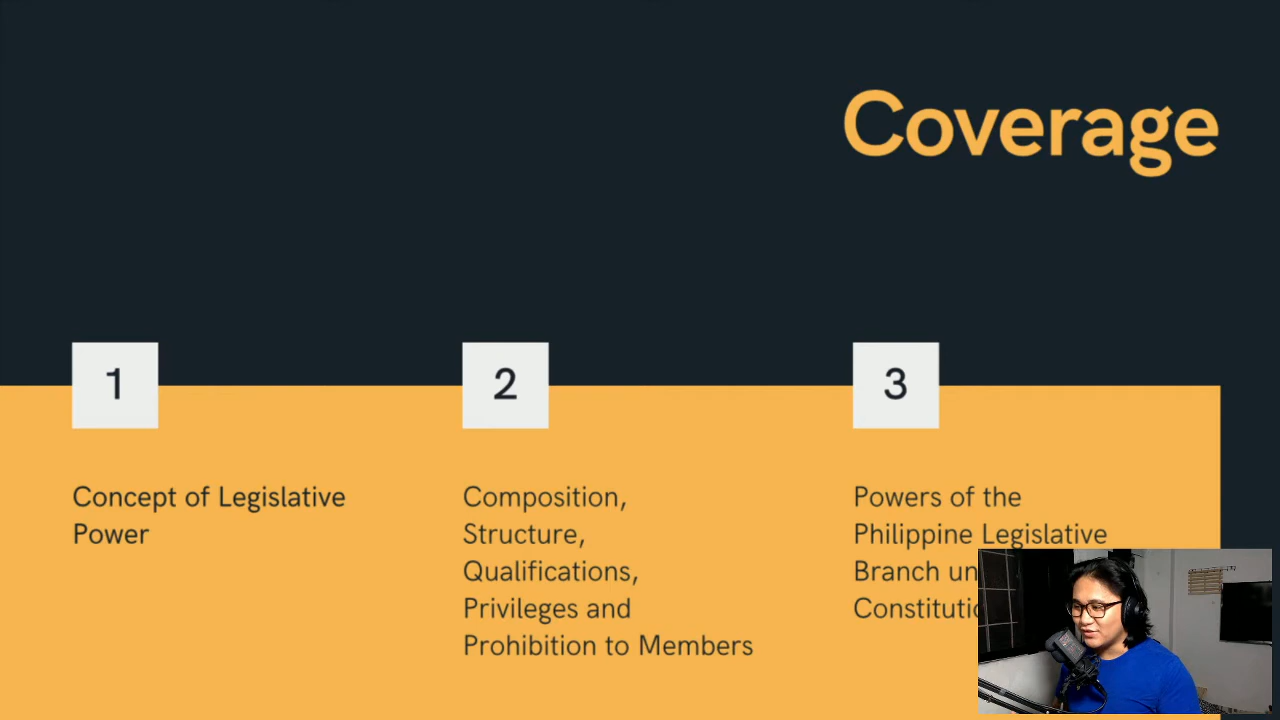 Coverage
1
Concept of Legislative
Power
2
Composition,
Structure,
Qualifications,
Privileges and
Prohibition to Members
3
Powers of the
Philippine Legislative
Branch